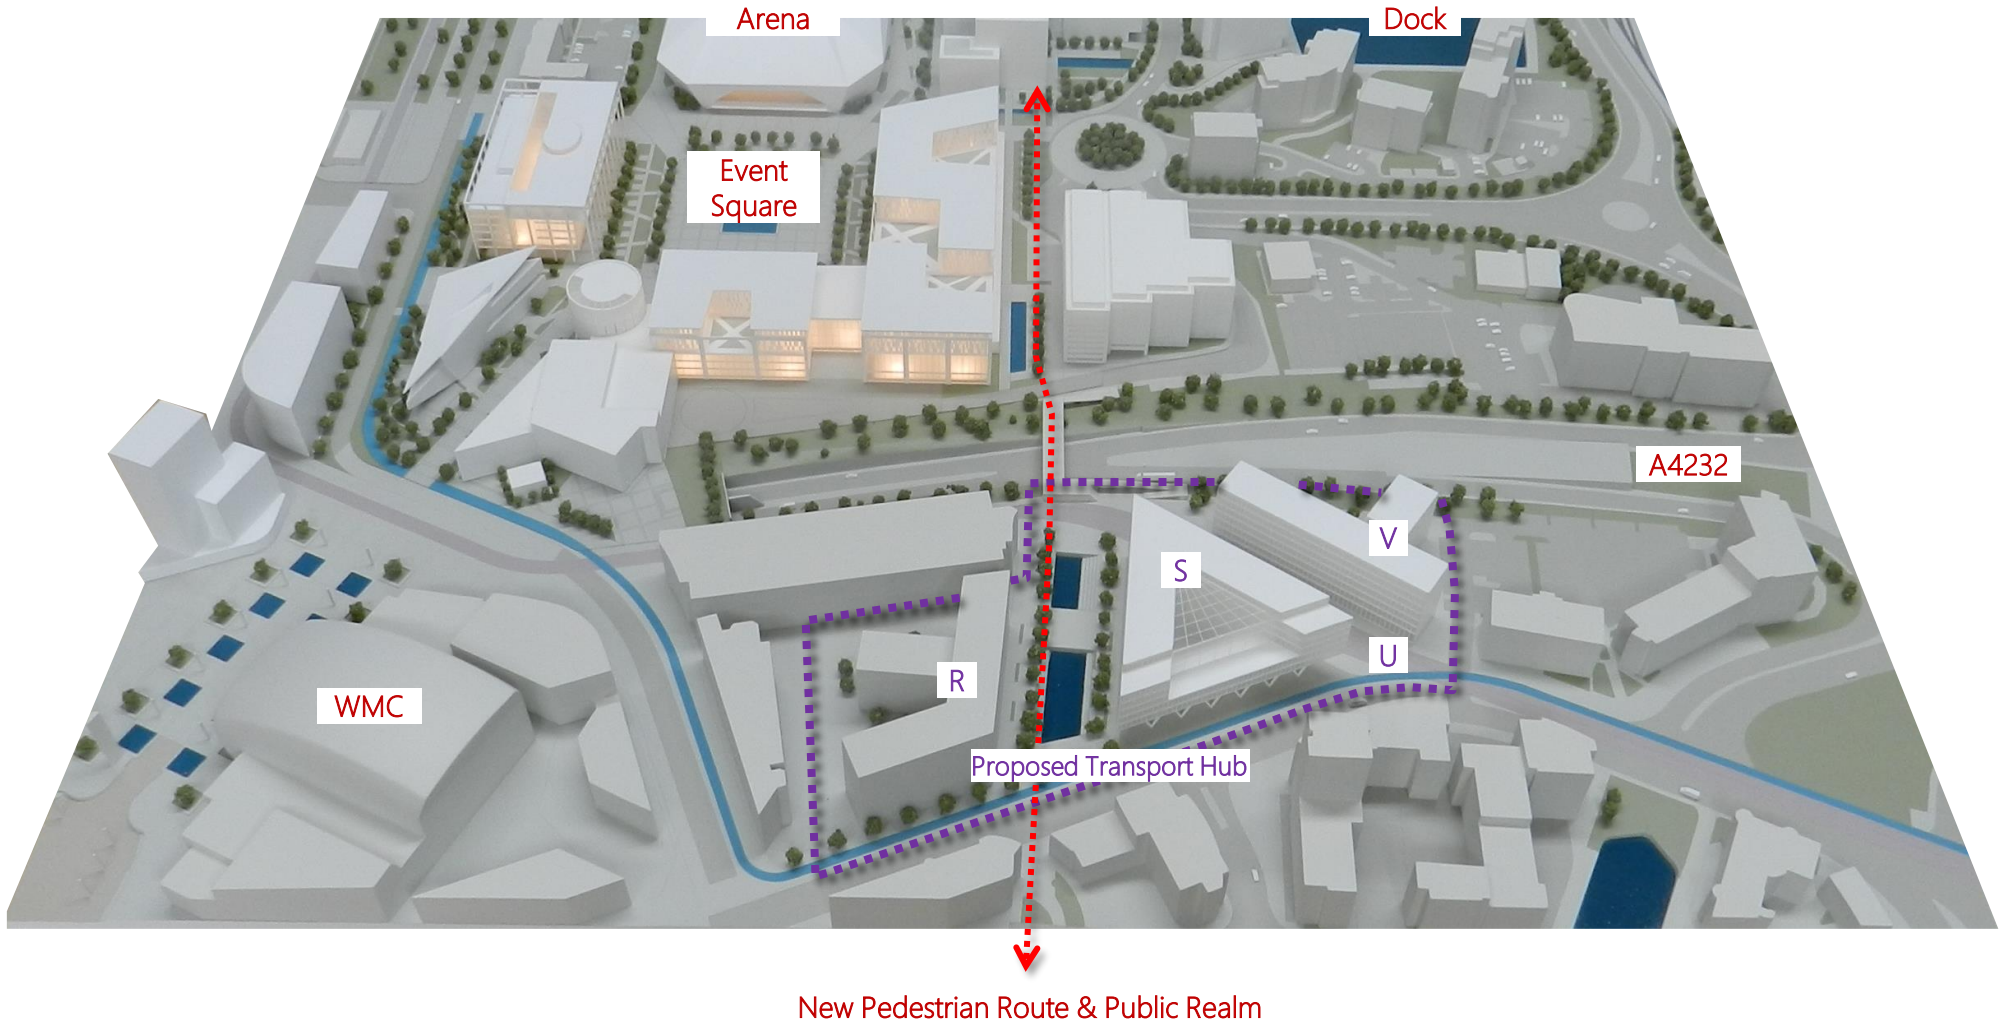 Arena
Dock
Event
Square
A4232
V
S
U
R
WMC
Proposed Transport Hub
New Pedestrian Route & Public Realm